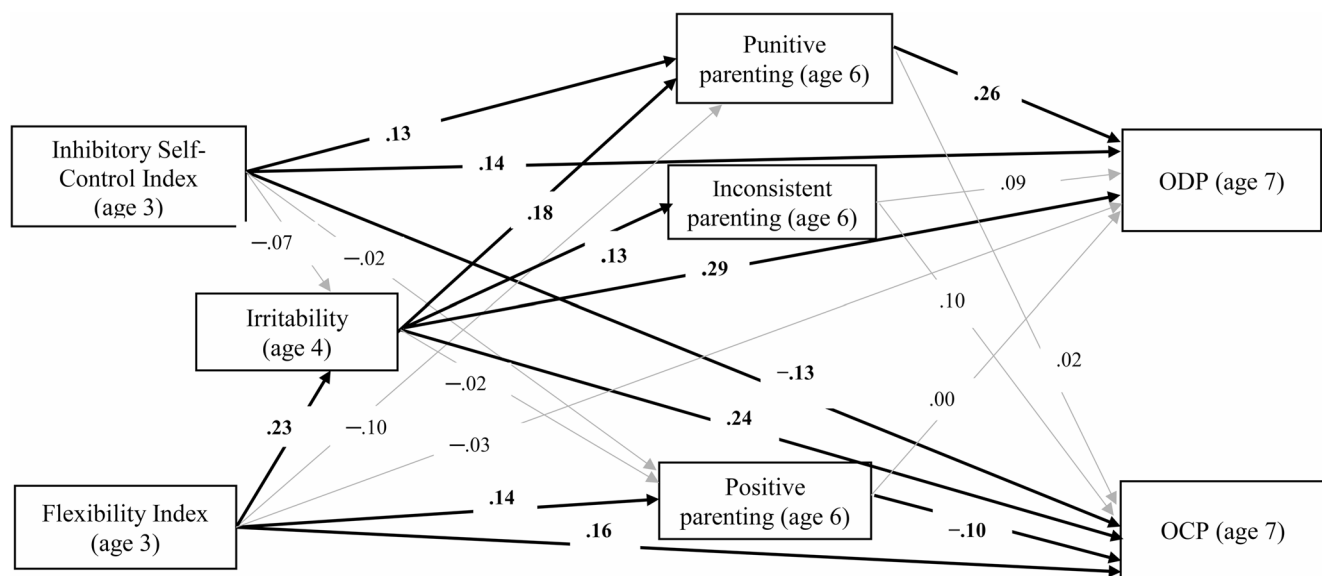 Punitive
parenting (age 6)
.26
.13
Inhibitory Self-
Control Index
(age 3)
.14
ODP (age 7)
Inconsistent
parenting (age 6)
.09
.18
−.07
−.02
.13
.29
.10
Irritability
(age 4)
−.02
−.13
.02
.00
.23
−.10
−.03
.24
Flexibility Index
(age 3)
.14
Positive
parenting (age 6)
.16
−.10
OCP (age 7)